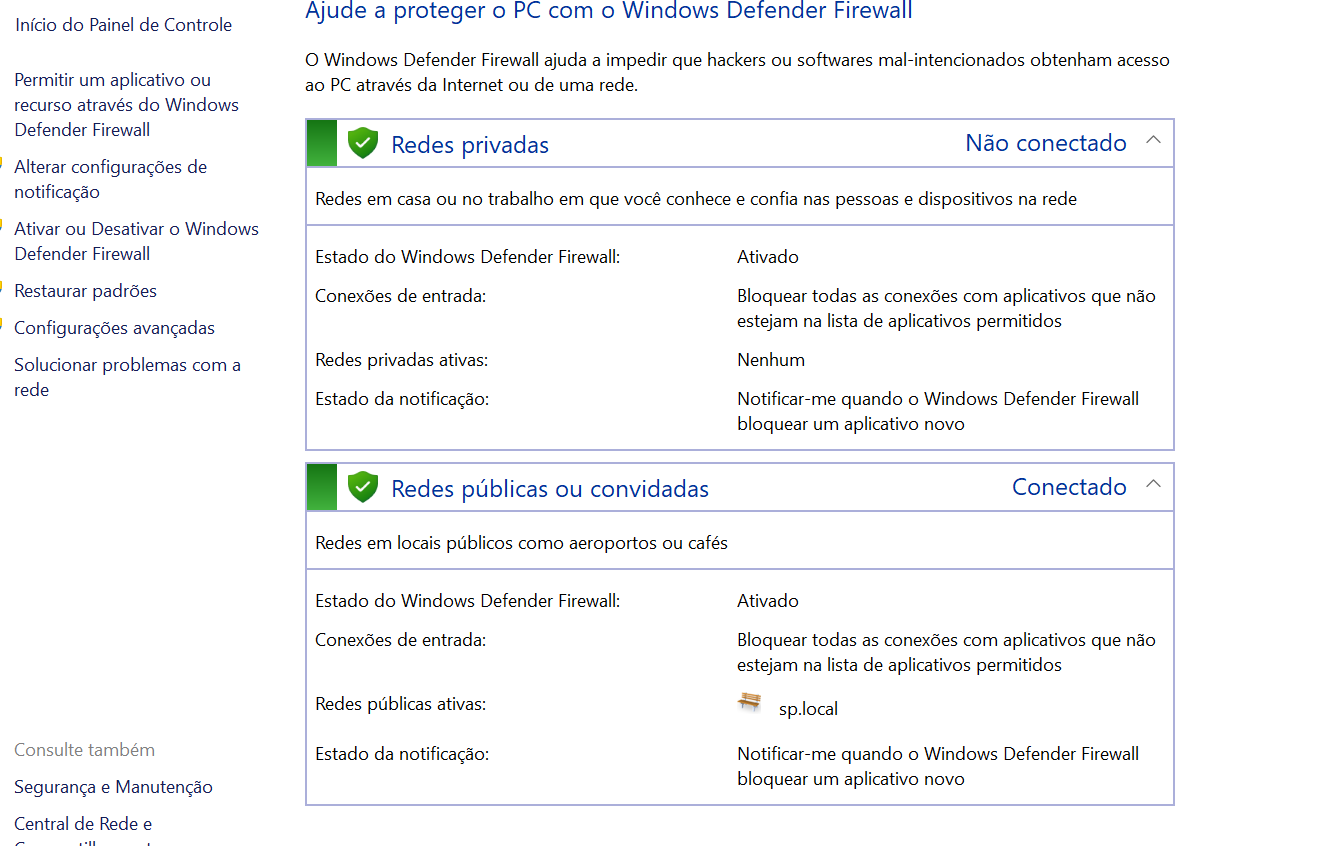 Início do Painel de Controle
Permitir um aplicativo ou
recurso através do Windows
Defender Firewall
Alterar configurações de
notificação
Ativar ou Desativar o Windows
Defender Firewall
Restaurar padrões
Configurações avançadas
Solucionar problemas com a
rede
Consulte também
Segurança e Manutenção
Central de Rede e
Ajude a proteger o PC com o Windows Defender Firewall
O Windows Defender Firewall ajuda a impedir que hackers ou softwares mal-intencionados obtenham acesso
ao PC através da Internet ou de uma rede.
Redes privadas Não conectado
Redes em casa ou no trabalho em que você conhece e confia nas pessoas e dispositivos na rede
Estado do Windows Defender Firewall: Ativado
Conexões de entrada: Bloquear todas as conexões com aplicativos que não
estejam na lista de aplicativos permitidos
Redes privadas ativas: Nenhum
Estado da notificação: Notificar-me quando o Windows Defender Firewall
bloquear um aplicativo novo
Redes públicas ou convidadas Conectado
Redes em locais públicos como aeroportos ou cafés
Estado do Windows Defender Firewall: Ativado
Conexões de entrada: Bloquear todas as conexões com aplicativos que não
estejam na lista de aplicativos permitidos
Redes públicas ativas: sp.local
Estado da notificação: Notificar-me quando o Windows Defender Firewall
bloquear um aplicativo novo